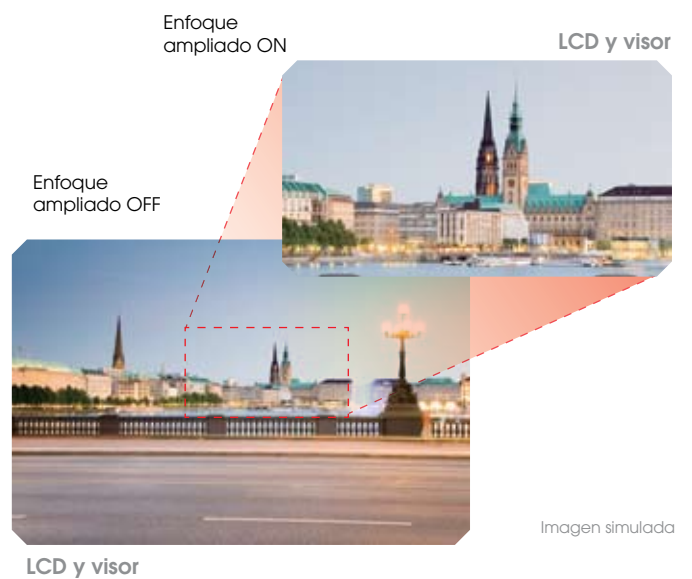 Enfoque
ampliado ON
LCD y visor
Enfoque
ampliado OFF
Imagen simulada
LCD y visor